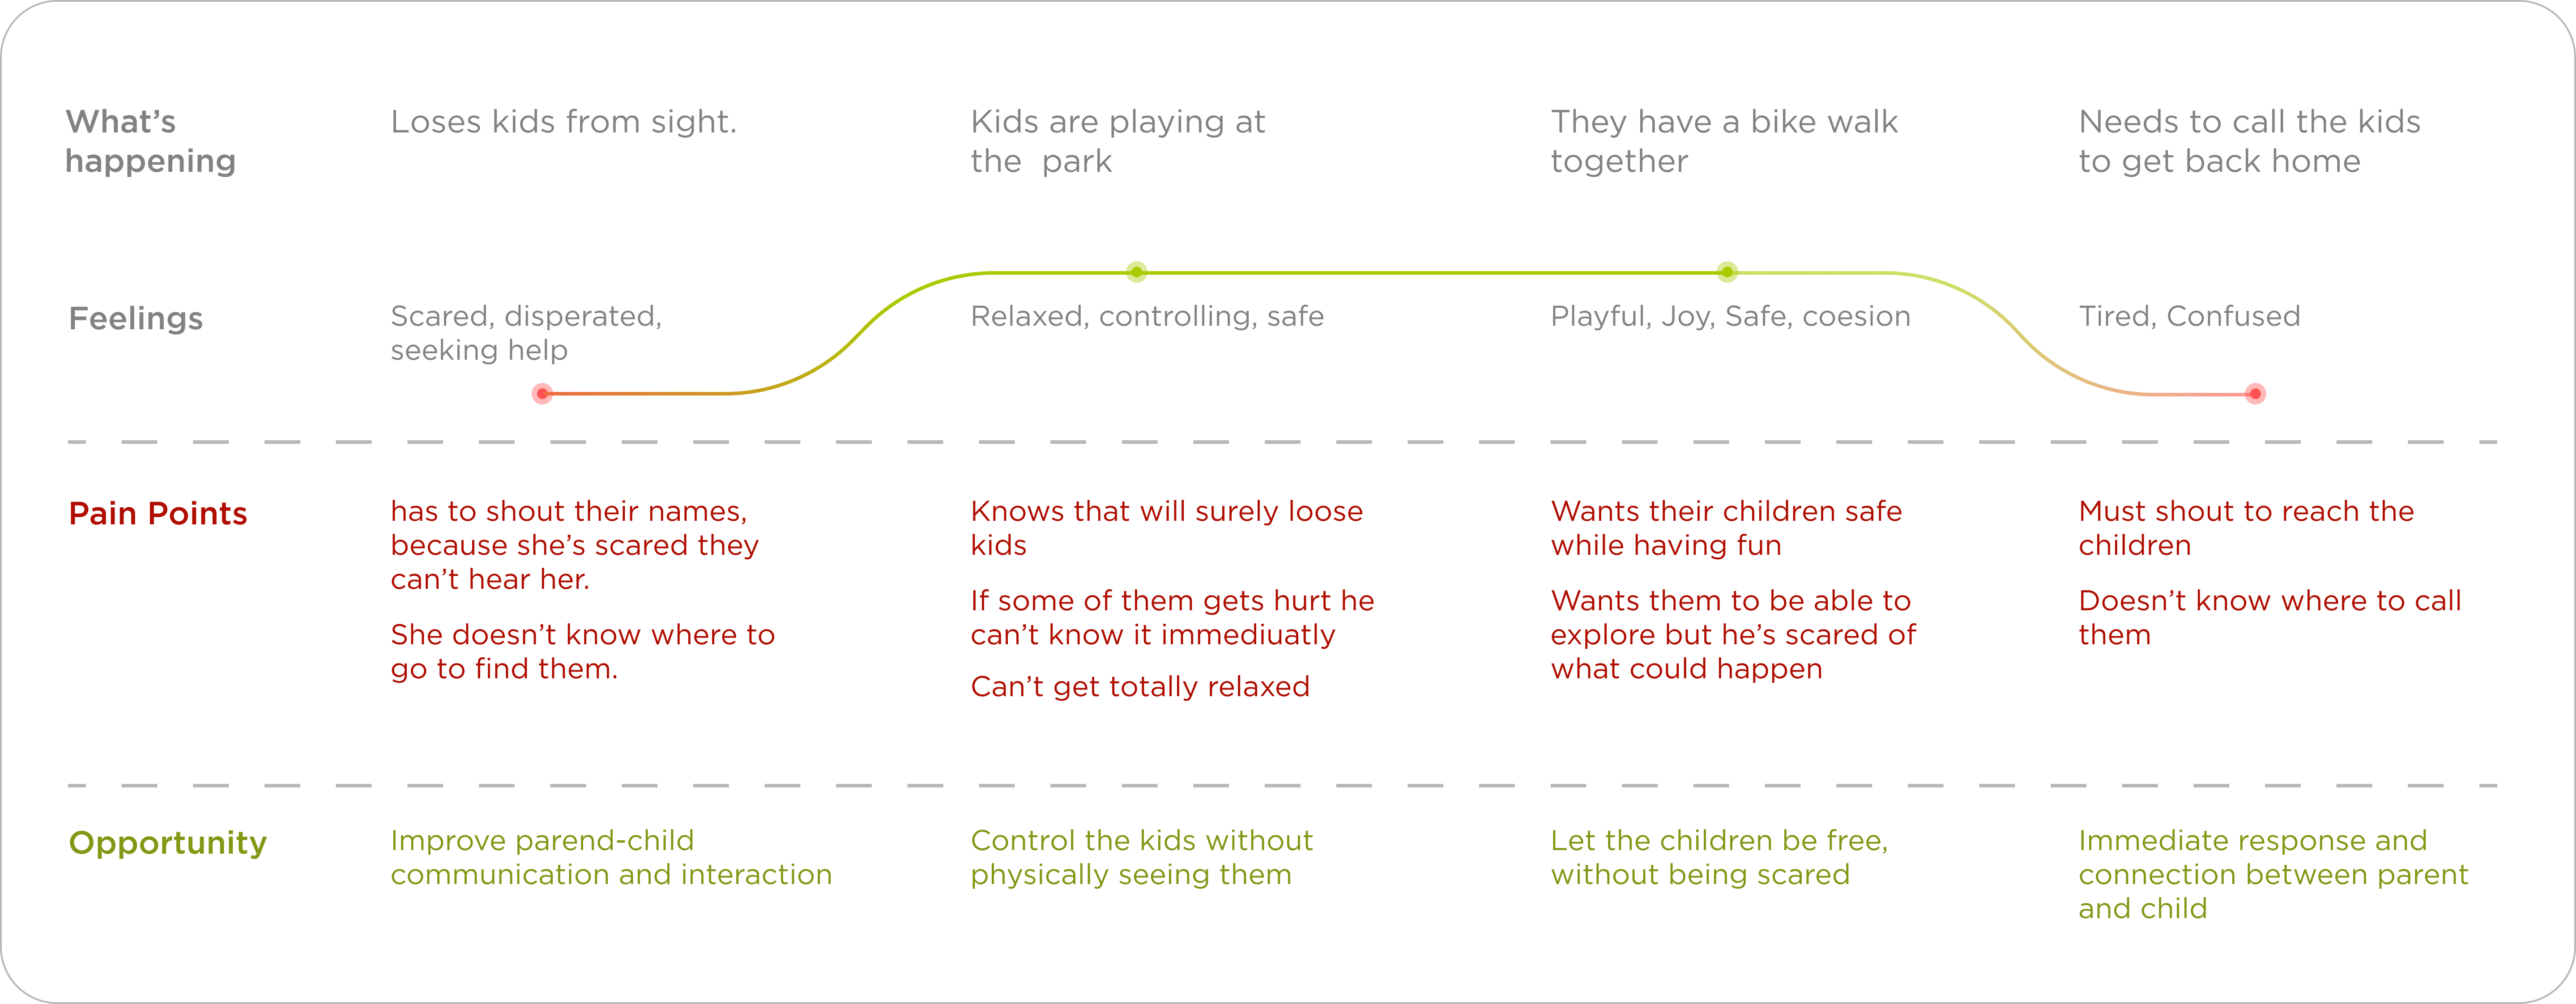 What’s
happening
Loses kids from sight.
Kids are playing at
the  park
They have a bike walk
together
Needs to call the kids
to get back home
Feelings
Scared, disperated,
seeking help
Relaxed, controlling, safe
Playful, Joy, Safe, coesion
Tired, Confused
Pain Points
has to shout their names,
because she’s scared they
can’t hear her.
She doesn’t know where to
go to find them.
Knows that will surely loose
kids
If some of them gets hurt he
can’t know it immediuatly
Can’t get totally relaxed
Wants their children safe
while having fun
Wants them to be able to
explore but he’s scared of
what could happen
Must shout to reach the
children
Doesn’t know where to call
them
Opportunity
Improve parend-child
communication and interaction
Control the kids without
physically seeing them
Let the children be free,
without being scared
Immediate response and
connection between parent
and child